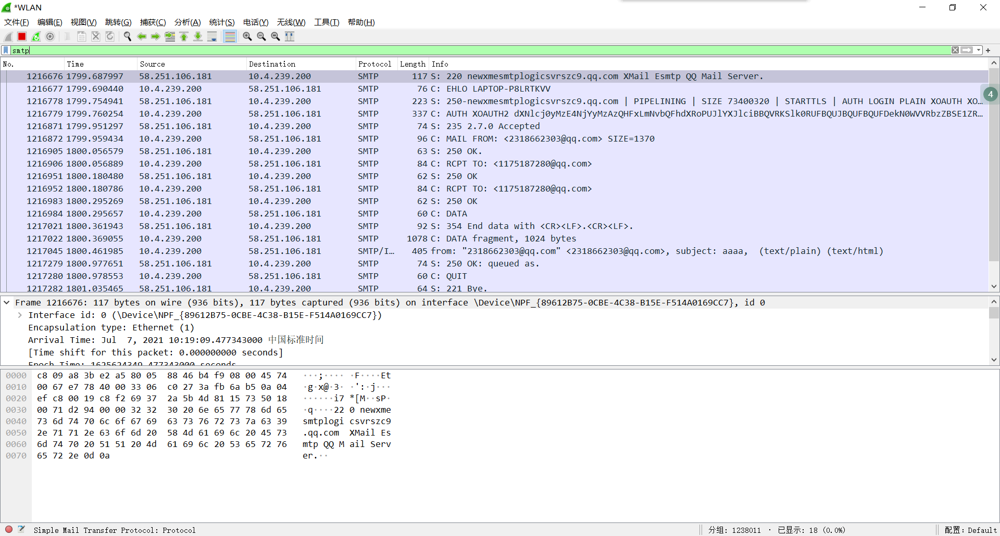 *WLAN
文件(F) 编辑(E) 视图(V) 跳转(G) 捕获(C) 分析(A) 统计(S) 电话(Y) 无线(W) 工具(T) 帮助(H)
smtp
No. Time Source Destination Protocol Length Info
1216676 1799.687997 58.251.106.181 10.4.239.200 SMTP 117 S: 220 newxmesmtplogicsvrszc9.qq.com XMail Esmtp QQ Mail Server.
1216677 1799.690440 10.4.239.200 58.251.106.181 SMTP 76 C: EHLO LAPTOP-P8LRTKVV
1216778 1799.754941 58.251.106.181 10.4.239.200 SMTP 223 S: 250-newxmesmtplogicsvrszc9.qq.com | PIPELINING | SIZE 73400320 | STARTTLS | AUTH LOGIN PLAIN XOAUTH XO…
4
1216779 1799.760254 10.4.239.200 58.251.106.181 SMTP 337 C: AUTH XOAUTH2 dXNlcj0yMzE4NjYyMzAzQHFxLmNvbQFhdXRoPUJlYXJlciBBQVRKSlk0RUFBQUJBQUFBQUFDekN0WVVRbzZBSE1ZR…
1216871 1799.951297 58.251.106.181 10.4.239.200 SMTP 74 S: 235 2.7.0 Accepted
1216872 1799.959434 10.4.239.200 58.251.106.181 SMTP 96 C: MAIL FROM: <2318662303@qq.com> SIZE=1370
1216905 1800.056579 58.251.106.181 10.4.239.200 SMTP 63 S: 250 OK.
1216906 1800.056889 10.4.239.200 58.251.106.181 SMTP 84 C: RCPT TO: <1175187280@qq.com>
1216951 1800.180480 58.251.106.181 10.4.239.200 SMTP 62 S: 250 OK
1216952 1800.180786 10.4.239.200 58.251.106.181 SMTP 84 C: RCPT TO: <1175187280@qq.com>
1216983 1800.295269 58.251.106.181 10.4.239.200 SMTP 62 S: 250 OK
1216984 1800.295657 10.4.239.200 58.251.106.181 SMTP 60 C: DATA
1217021 1800.361943 58.251.106.181 10.4.239.200 SMTP 92 S: 354 End data with <CR><LF>.<CR><LF>.
1217022 1800.369055 10.4.239.200 58.251.106.181 SMTP 1078 C: DATA fragment, 1024 bytes
1217045 1800.461985 10.4.239.200 58.251.106.181 SMTP/I… 405 from: "2318662303@qq.com" <2318662303@qq.com>, subject: aaaa,  (text/plain) (text/html)
1217279 1800.977651 58.251.106.181 10.4.239.200 SMTP 74 S: 250 OK: queued as.
1217280 1800.978553 10.4.239.200 58.251.106.181 SMTP 60 C: QUIT
1217282 1801.035465 58.251.106.181 10.4.239.200 SMTP 64 S: 221 Bye.
Frame 1216676: 117 bytes on wire (936 bits), 117 bytes captured (936 bits) on interface \Device\NPF_{89612B75-0CBE-4C38-B15E-F514A0169CC7}, id 0
Interface id: 0 (\Device\NPF_{89612B75-0CBE-4C38-B15E-F514A0169CC7})
Encapsulation type: Ethernet (1)
Arrival Time: Jul  7, 2021 10:19:09.477343000 中国标准时间
[Time shift for this packet: 0.000000000 seconds]
Epoch Time: 1625624349.477343000 seconds
0000 c8 09 a8 3b e2 a5 80 05 88 46 b4 f9 08 00 45 74 ···;···· ·F····Et
0010 00 67 e7 78 40 00 33 06 c0 27 3a fb 6a b5 0a 04 ·g·x@·3· ·':·j···
0020 ef c8 00 19 c8 f2 69 37 2a 5b 4d 81 15 73 50 18 ······i7 *[M··sP·
0030 00 71 d2 94 00 00 32 32 30 20 6e 65 77 78 6d 65 ·q····22 0 newxme
0040 73 6d 74 70 6c 6f 67 69 63 73 76 72 73 7a 63 39 smtplogi csvrszc9
0050 2e 71 71 2e 63 6f 6d 20 58 4d 61 69 6c 20 45 73 .qq.com  XMail Es
0060 6d 74 70 20 51 51 20 4d 61 69 6c 20 53 65 72 76 mtp QQ M ail Serv
0070 65 72 2e 0d 0a er.··
Simple Mail Transfer Protocol: Protocol 分组: 1238011 · 已显示: 18 (0.0%) 配置: Default